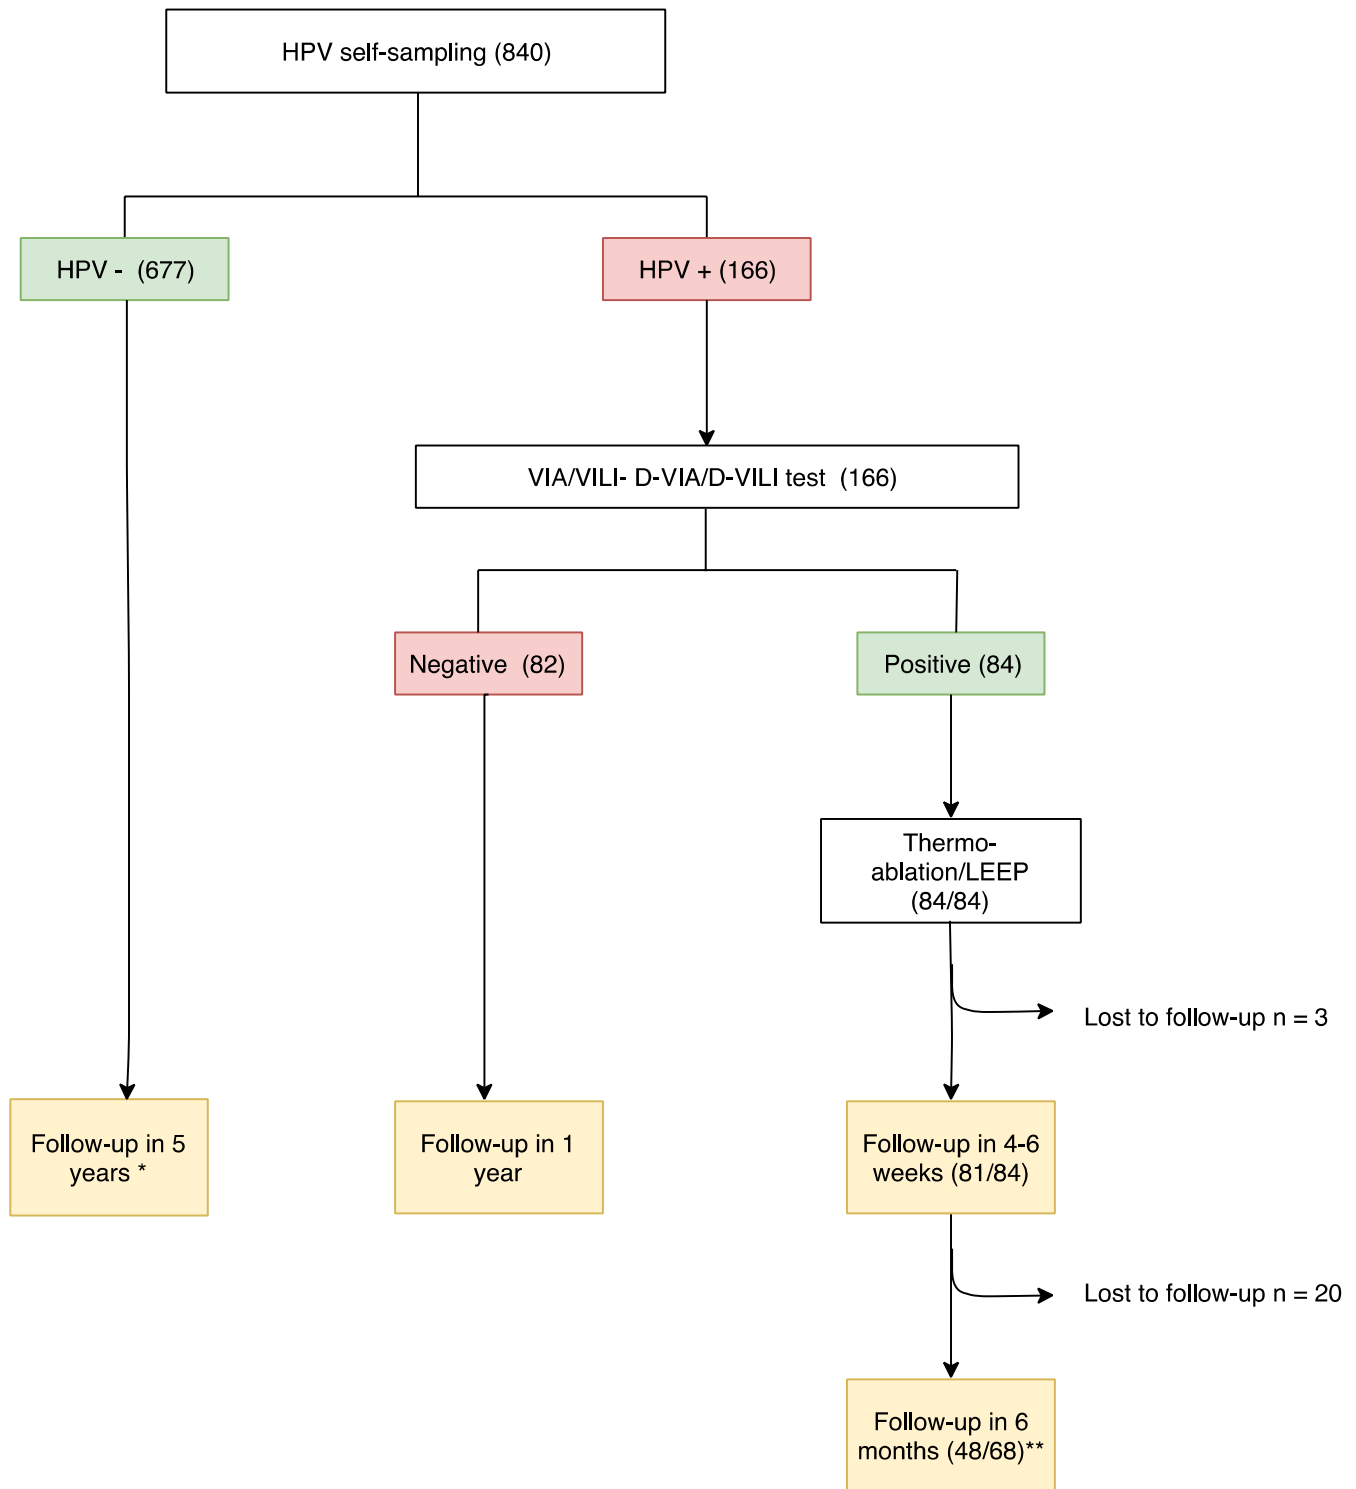 HPV self-sampling (840)
HPV - (677)
HPV + (166)
VIA/VILI- D-VIA/D-VILI test (166)
Negative (82)
Positive (84)
Thermo-
ablation/LEEP
(84/84)
Lost to follow-up n = 3
Follow-up in 5
years *
Follow-up in 1
year
Follow-up in 4-6
weeks (81/84)
Lost to follow-up n = 20
Follow-up in 6
months (48/68)**